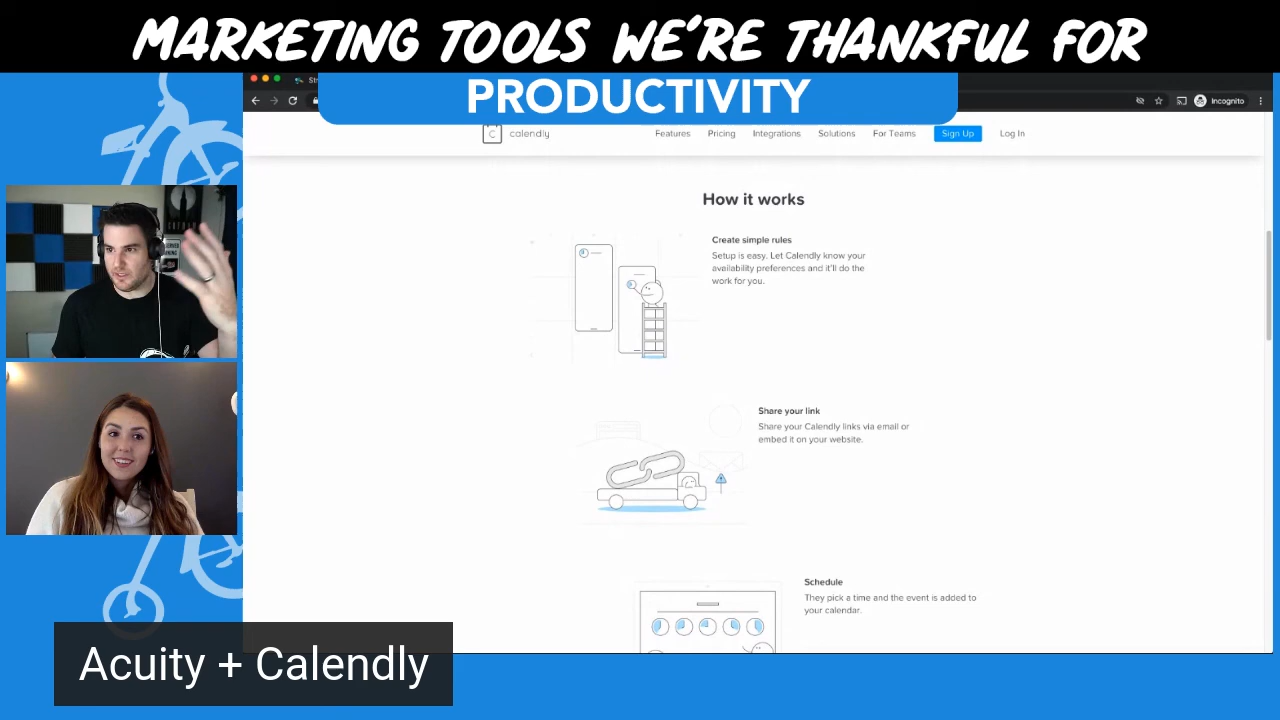 MARKETING TOOLS WE'RE THANKFUL FOR
PRODUCTIVITY
Incognito
calendly
Features
Pricing
Integrations
Solutions
For Teams
Sign Up
Log In
How it works
Create simple rules
Setup is easy. Let Calendly know your
availability preferences and it'll do the
work for you.
Share your link
Share your Calendly links via email or
embed it on your website.
Schedule
They pick a time and the event is added to
your calendar.
Acuity + Calendly